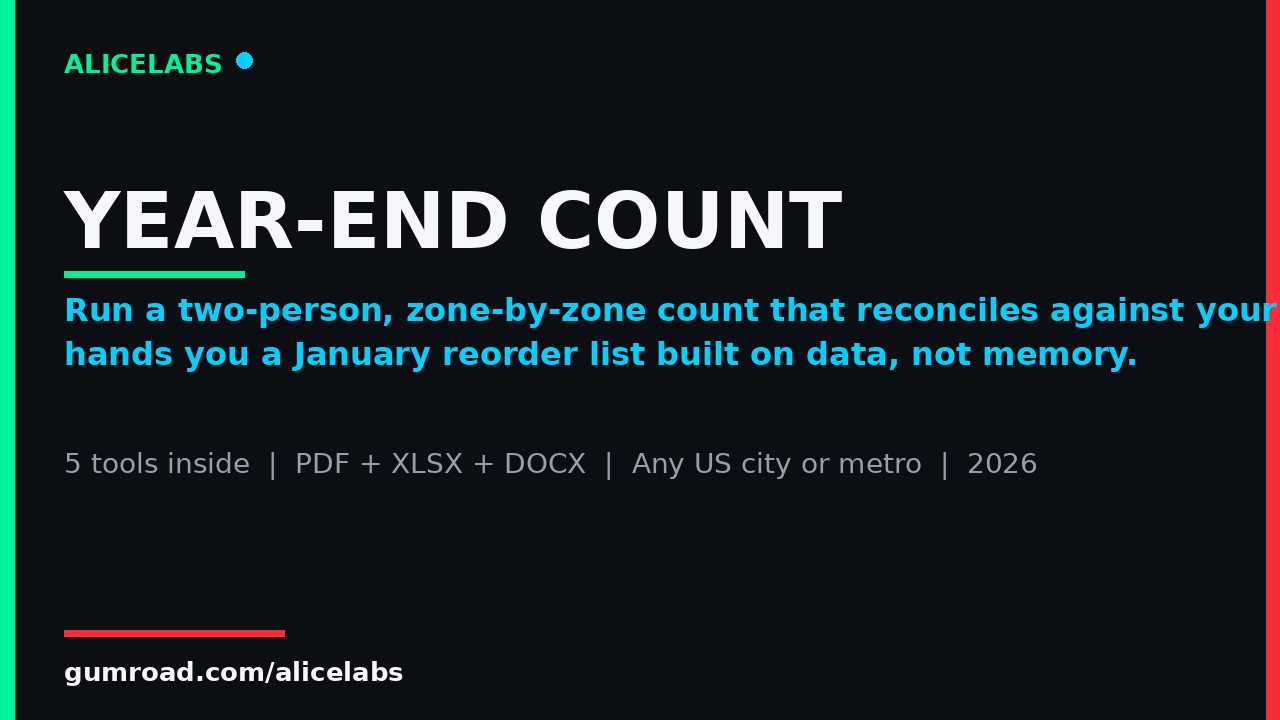 ALICELABS
YEAR-END COUNT
Run a two-person, zone-by-zone count that reconciles against your
hands you a January reorder list built on data, not memory.
5 tools inside | PDF + XLSX + DOCX | Any US city or metro | 2026
gumroad.com/alicelabs